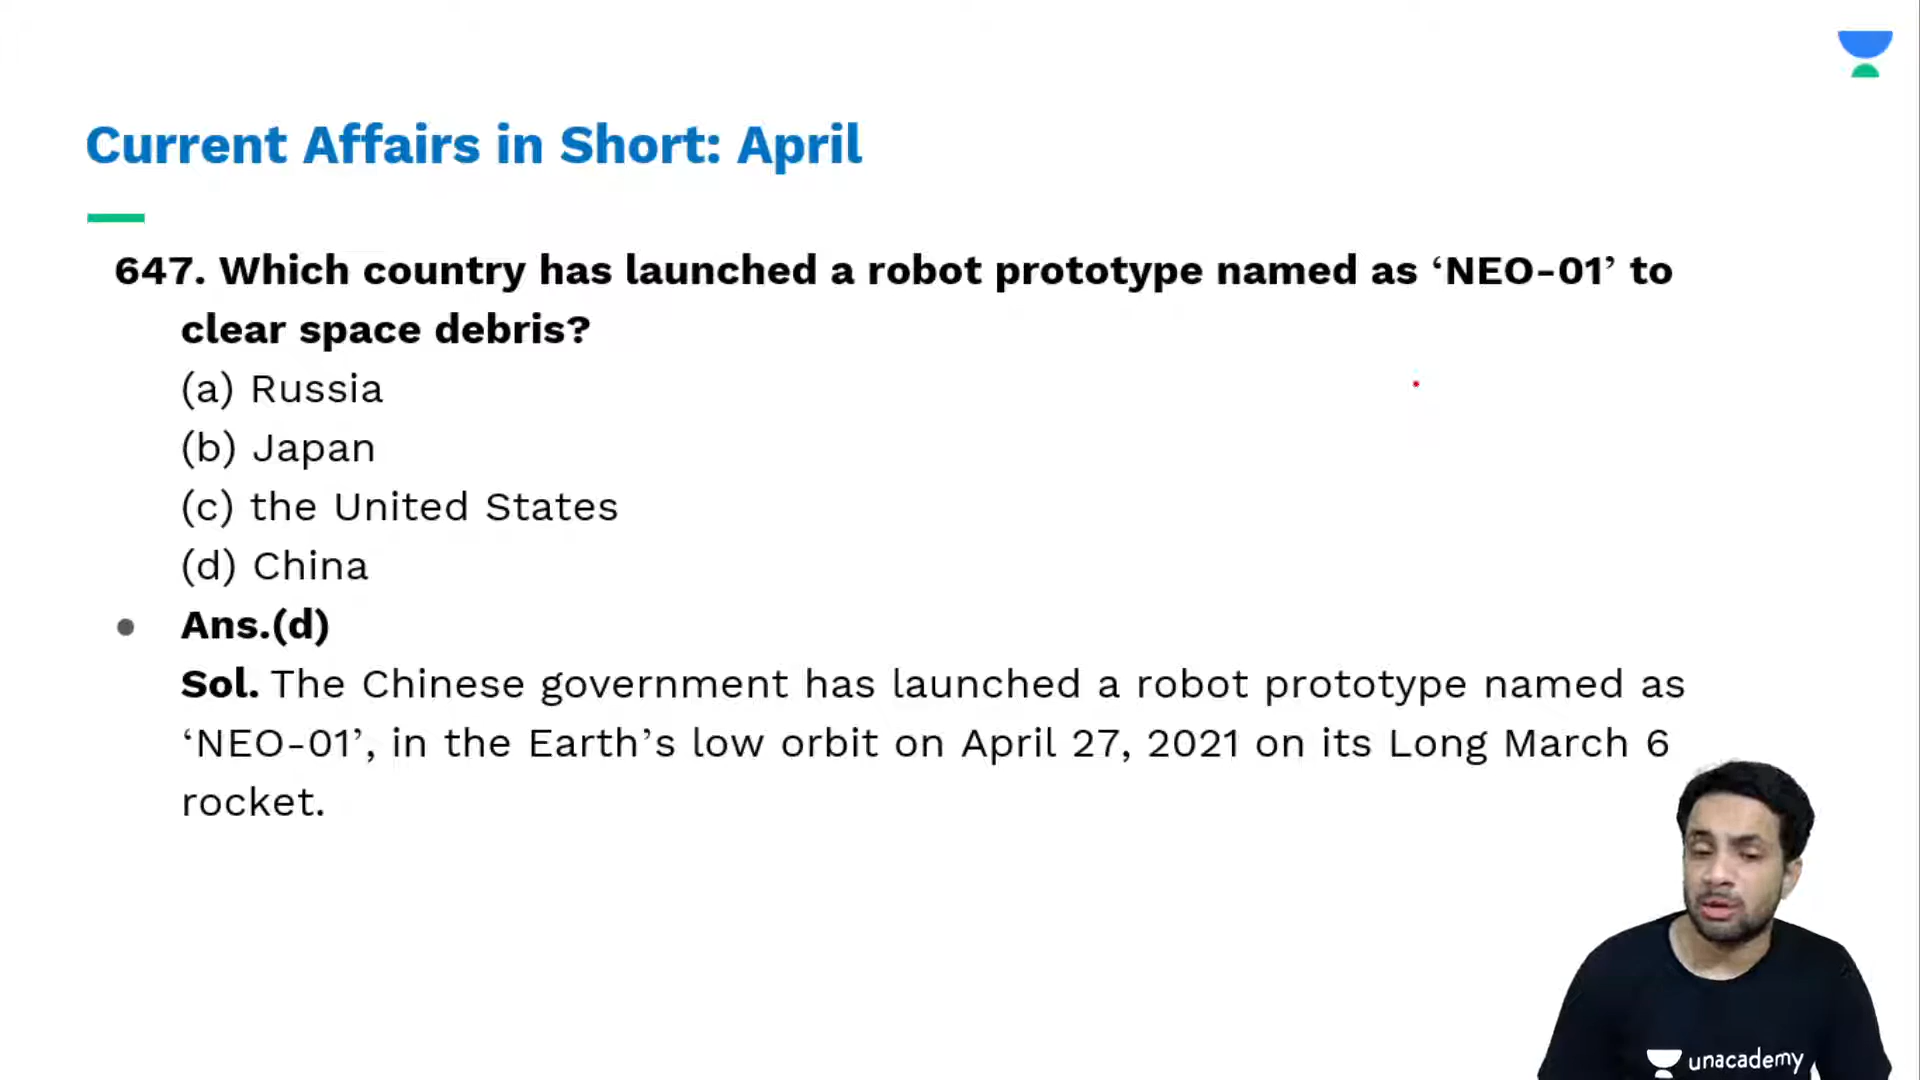 Current Affairs in Short: April
647. Which country has launched a robot prototype named as ‘NEO-01’ to
clear space debris?
(a) Russia
(b) Japan
(c) the United States
(d) China
● Ans.(d)
Sol. The Chinese government has launched a robot prototype named as
‘NEO-01’, in the Earth’s low orbit on April 27, 2021 on its Long March 6
rocket.
unacademy